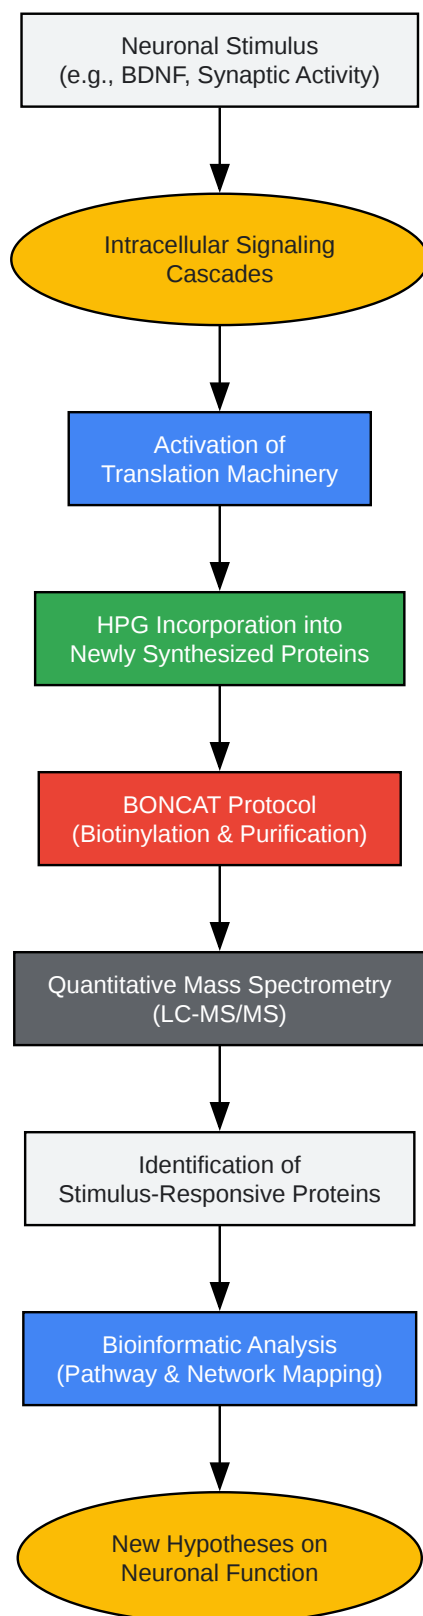 Neuronal Stimulus
(e.g., BDNF, Synaptic Activity)
Intracellular Signaling
Cascades
Activation of
Translation Machinery
HPG Incorporation into
Newly Synthesized Proteins
BONCAT Protocol
(Biotinylation & Purification)
Quantitative Mass Spectrometry
(LC-MS/MS)
Identification of
Stimulus-Responsive Proteins
Bioinformatic Analysis
(Pathway & Network Mapping)
New Hypotheses on
Neuronal Function